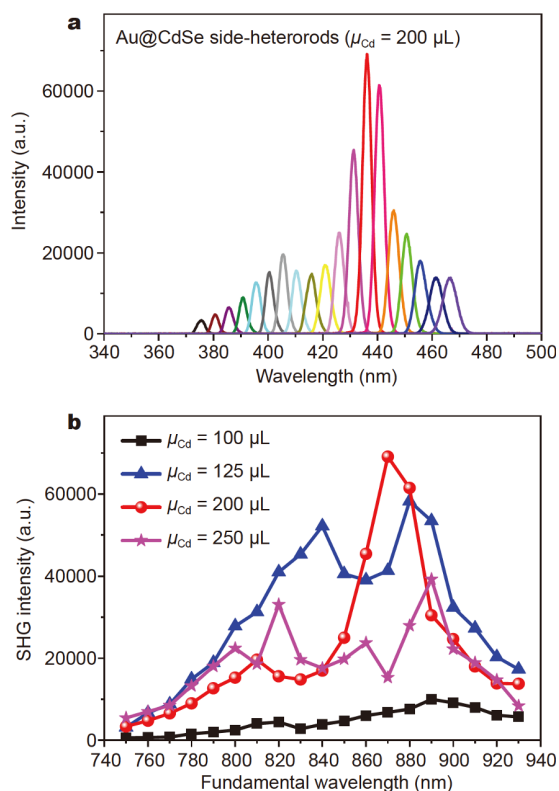 a
Au@CdSe side-heterorods (μCd = 200 μL)
Intensity (a.u.)
60000
40000
20000
0
340 360 380 400 420 440 460 480 500
Wavelength (nm)
b
μCd = 100 μL
μCd = 125 μL
μCd = 200 μL
μCd = 250 μL
SHG intensity (a.u.)
60000
40000
20000
0
740 760 780 800 820 840 860 880 900 920 940
Fundamental wavelength (nm)